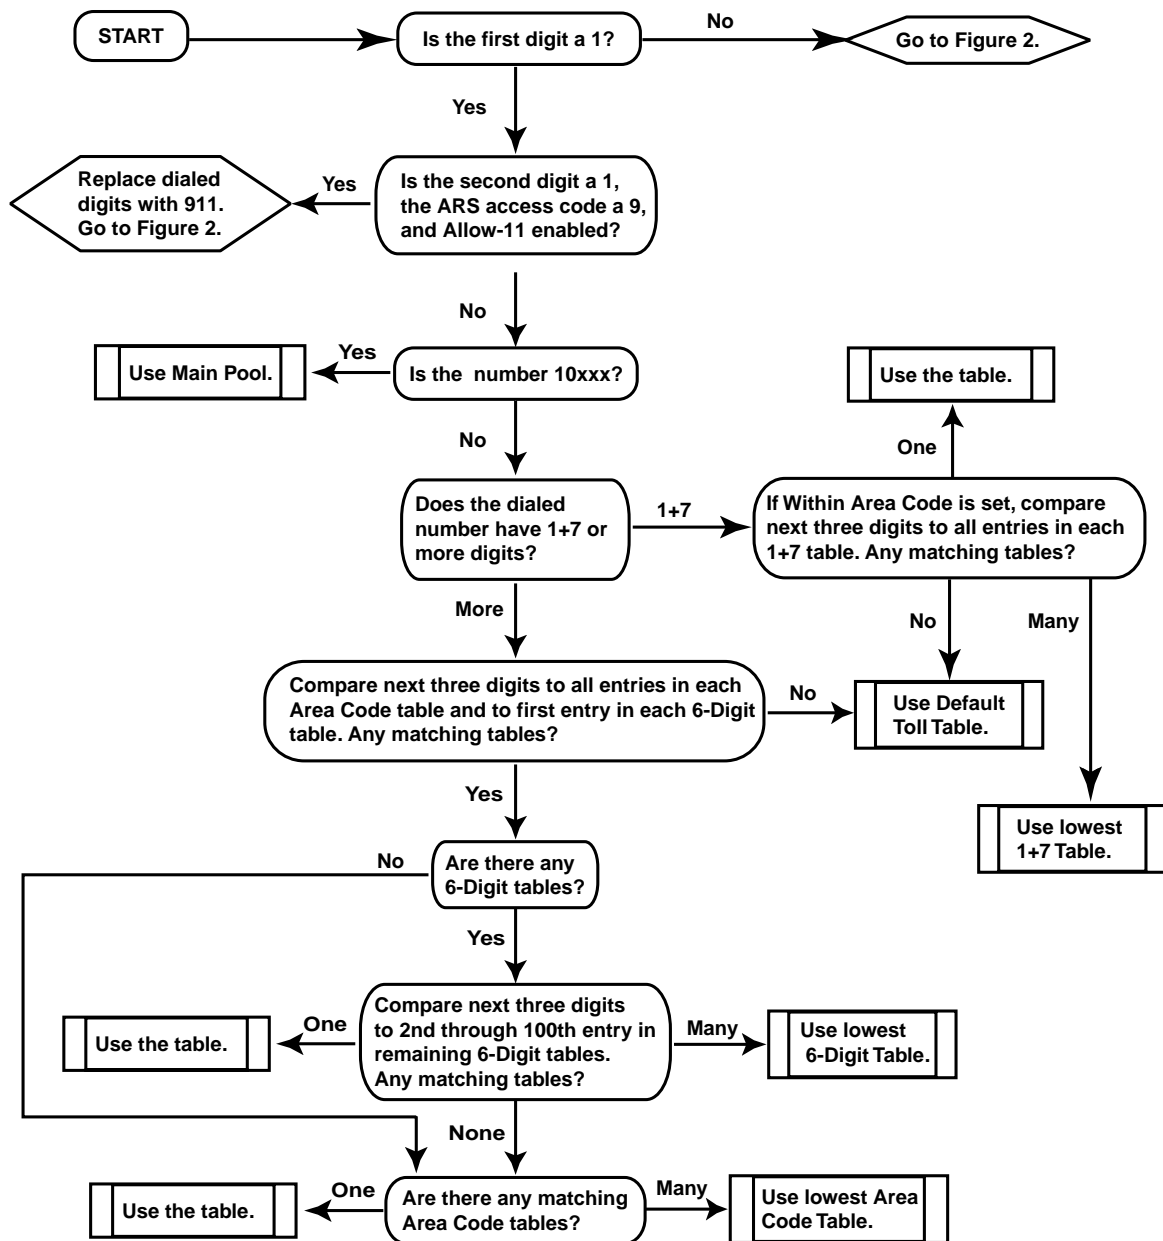 START
Is the first digit a 1?
No
Go to Figure 2.
Yes
Replace dialed
digits with 911.
Go to Figure 2.
Yes
Is the second digit a 1,
the ARS access code a 9,
and Allow-11 enabled?
No
Use Main Pool.
Yes
Is the number 10xxx?
Use the table.
No
One
Does the dialed
number have 1+7 or
more digits?
1+7
If Within Area Code is set, compare
next three digits to all entries in each
1+7 table. Any matching tables?
More
No
Many
Compare next three digits to all entries in each
Area Code table and to first entry in each 6-Digit
table. Any matching tables?
No
Use Default
Toll Table.
Yes
Use lowest
1+7 Table.
No
Are there any
6-Digit tables?
Yes
Use the table.
One
Compare next three digits
to 2nd through 100th entry in
remaining 6-Digit tables.
Any matching tables?
Many
Use lowest
6-Digit Table.
None
Use the table.
One
Are there any matching
Area Code tables?
Many
Use lowest Area
Code Table.